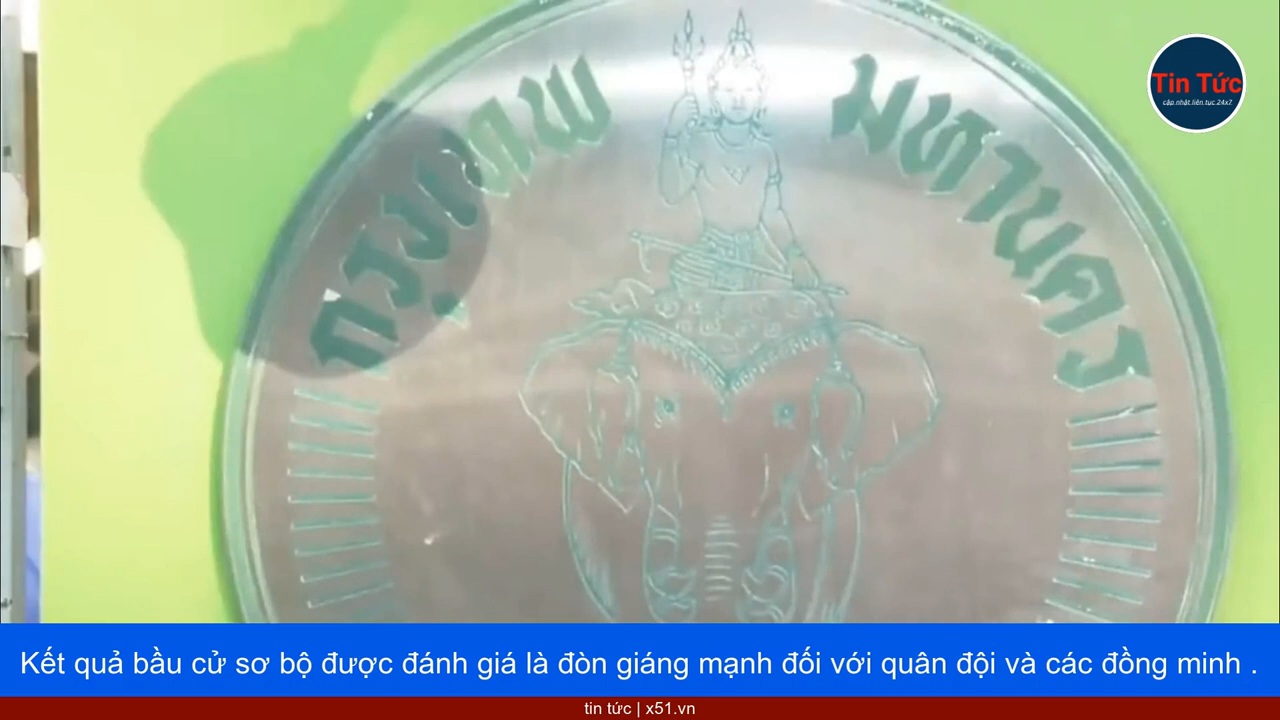 กรุงเทพ มหานคร
Tin Tức
cập nhật liên tục 24x7
Kết quả bầu cử sơ bộ được đánh giá là đòn giáng mạnh đối với quân đội và các đồng minh .
tin tức | x51.vn